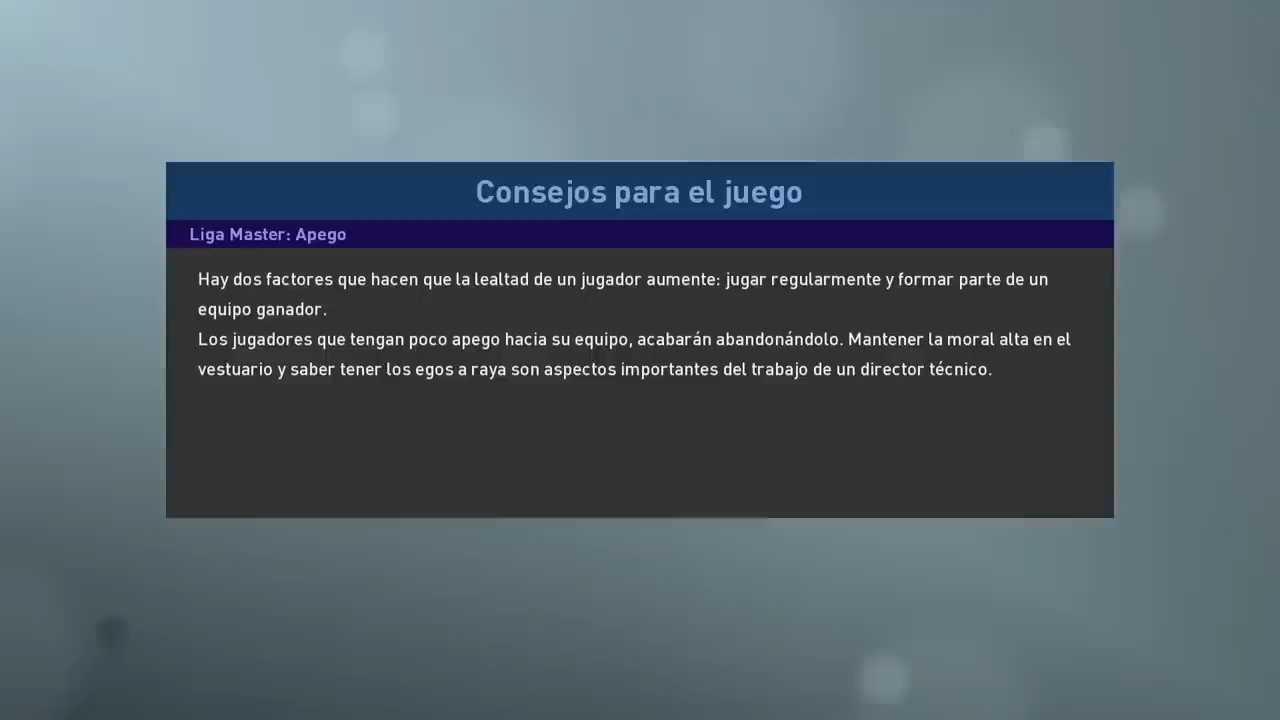 Consejos para el juego
Liga Master: Apego
Hay dos factores que hacen que la lealtad de un jugador aumente: jugar regularmente y formar parte de un
equipo ganador.
Los jugadores que tengan poco apego hacia su equipo, acabarán abandonándolo. Mantener la moral alta en el
vestuario y saber tener los egos a raya son aspectos importantes del trabajo de un director técnico.